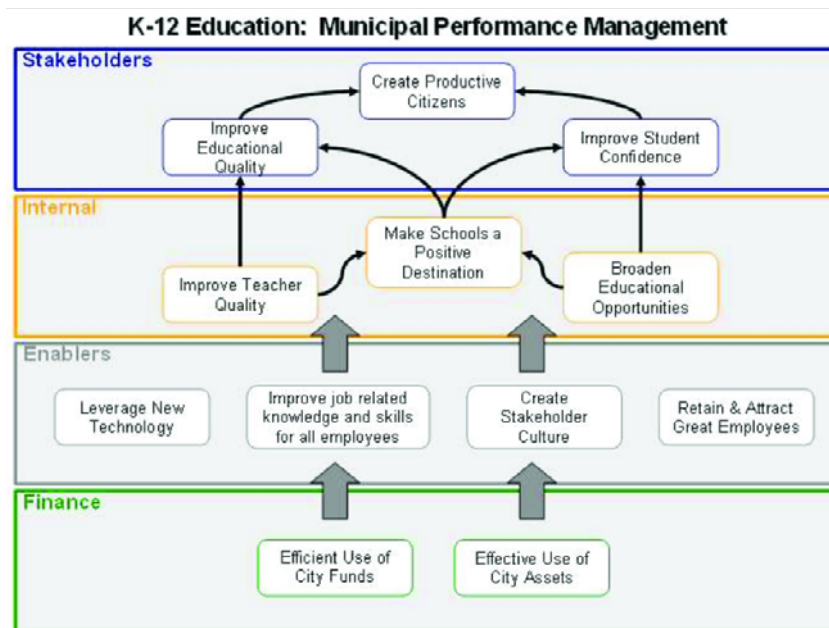 K-12 Education: Municipal Performance Management
Stakeholders
Create Productive
Citizens
Improve
Educational
Quality
Improve Student
Confidence
Internal
Make Schools a
Positive
Destination
Improve Teacher
Quality
Broaden
Educational
Opportunities
Enablers
Leverage New
Technology
Improve job related
knowledge and skills
for all employees
Create
Stakeholder
Culture
Retain & Attract
Great Employees
Finance
Efficient Use of
City Funds
Effective Use of
City Assets